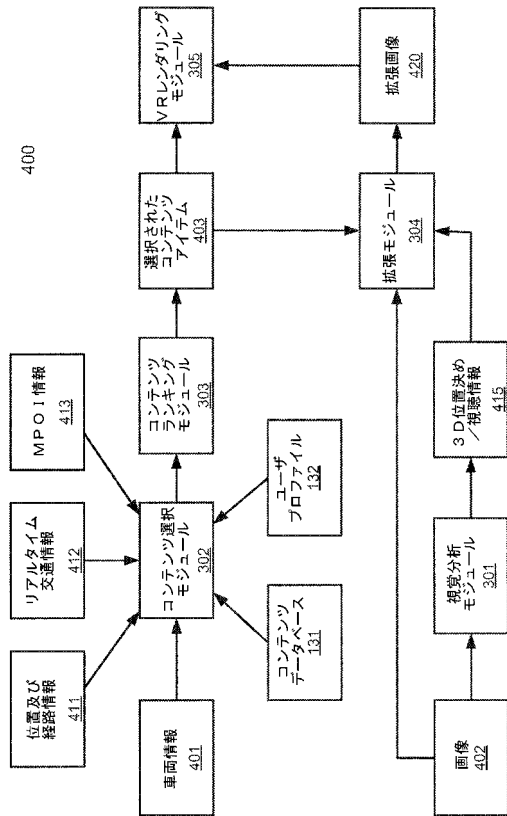 400
位置及び
経路情報
411
リアルタイム
交通情報
412
MPOI情報
413
車両情報
401
コンテンツ選択
モジュール
302
コンテンツ
ランキング
モジュール
303
選択された
コンテンツ
アイテム
403
VRレンダリング
モジュール
305
コンテンツ
データベース
131
ユーザ
プロファイル
132
画像
402
視覚分析
モジュール
301
3D位置決め
/視聴情報
415
拡張モジュール
304
拡張画像
420